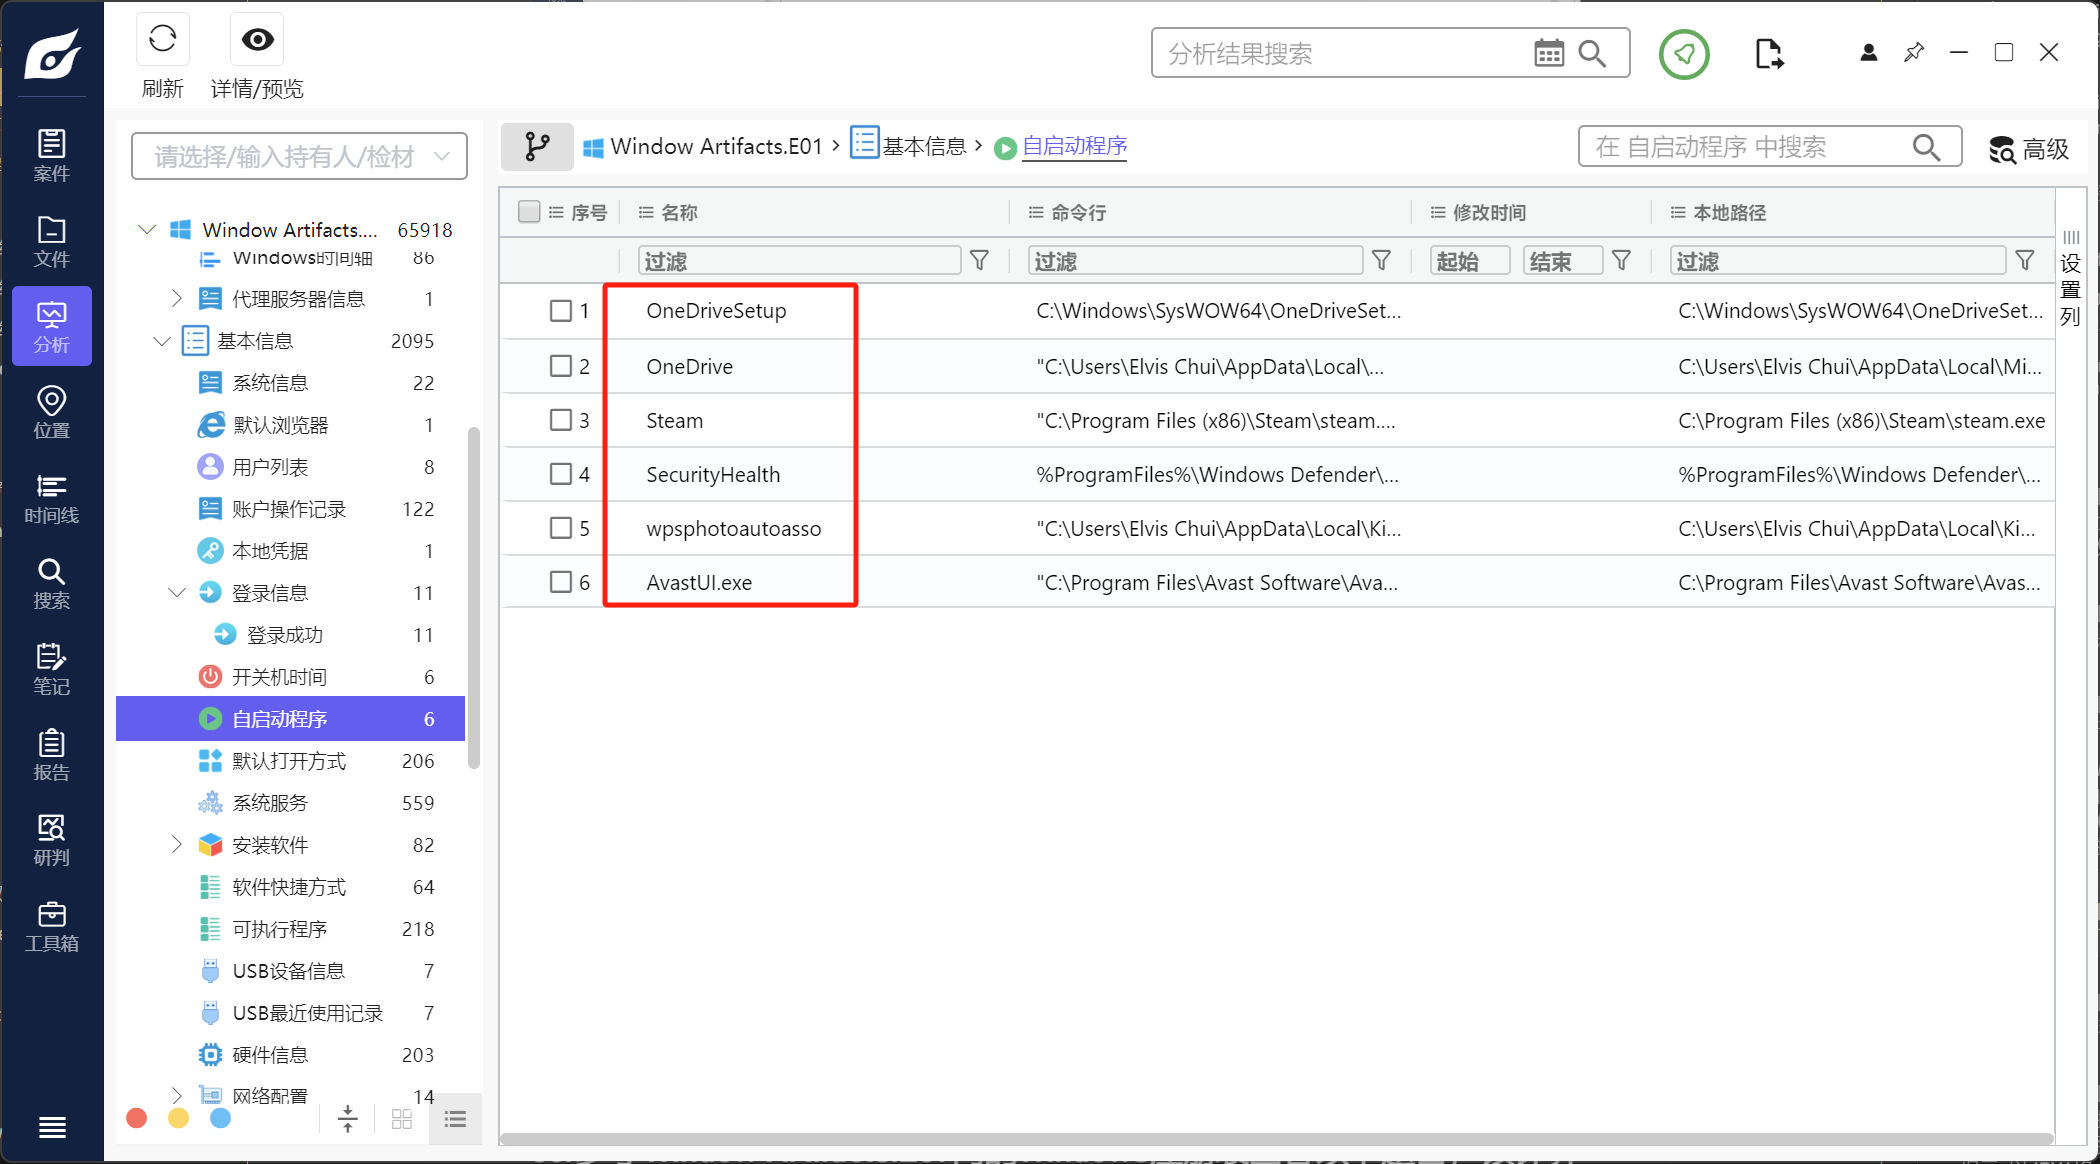 刷新
详情/预览
分析结果搜索
案件
文件
分析
位置
时间线
搜索
笔记
报告
研判
工具箱
请选择/输入持有人/检材
Window Artifacts.... 65918
Windows时间轴 86
代理服务器信息 1
基本信息 2095
系统信息 22
默认浏览器 1
用户列表 8
账户操作记录 122
本地凭据 1
登录信息 11
登录成功 11
开关机时间 6
自启动程序 6
默认打开方式 206
系统服务 559
安装软件 82
软件快捷方式 64
可执行程序 218
USB设备信息 7
USB最近使用记录 7
硬件信息 203
网络配置 14
Window Artifacts.E01 › 基本信息 › 自启动程序
在 自启动程序 中搜索
高级
序号 名称 命令行 修改时间 本地路径
过滤 过滤 起始 结束 过滤
1 OneDriveSetup C:\Windows\SysWOW64\OneDriveSet... C:\Windows\SysWOW64\OneDriveSet...
2 OneDrive "C:\Users\Elvis Chui\AppData\Local\... C:\Users\Elvis Chui\AppData\Local\Mi...
3 Steam "C:\Program Files (x86)\Steam\steam.... C:\Program Files (x86)\Steam\steam.exe
4 SecurityHealth %ProgramFiles%\Windows Defender\... %ProgramFiles%\Windows Defender\...
5 wpsphotoautoasso "C:\Users\Elvis Chui\AppData\Local\Ki... C:\Users\Elvis Chui\AppData\Local\Ki...
6 AvastUI.exe "C:\Program Files\Avast Software\Ava... C:\Program Files\Avast Software\Avas...
设置列